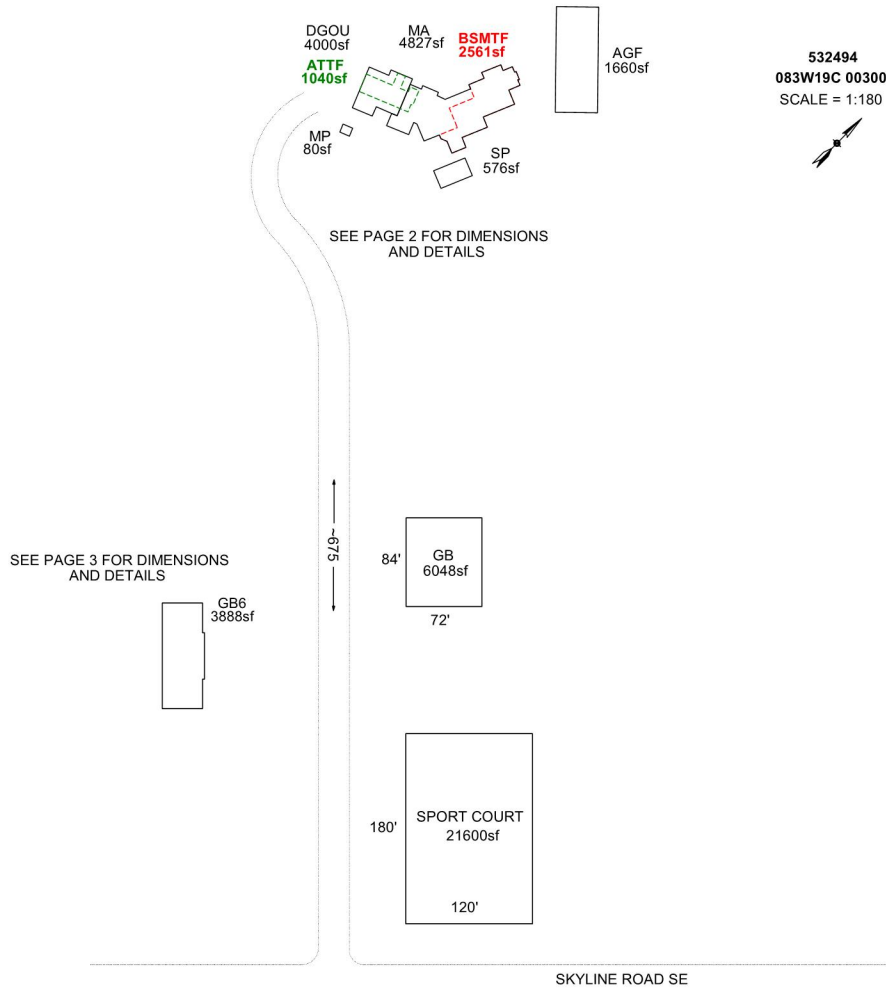 DGOU
4000sf
MA
4827sf
BSMTF
2561sf
ATTF
1040sf
AGF
1660sf
532494
083W19C 00300
SCALE = 1:180
MP
80sf
SP
576sf
SEE PAGE 2 FOR DIMENSIONS
AND DETAILS
~675
84'
GB
6048sf
72'
SEE PAGE 3 FOR DIMENSIONS
AND DETAILS
GB6
3888sf
180'
SPORT COURT
21600sf
120'
SKYLINE ROAD SE